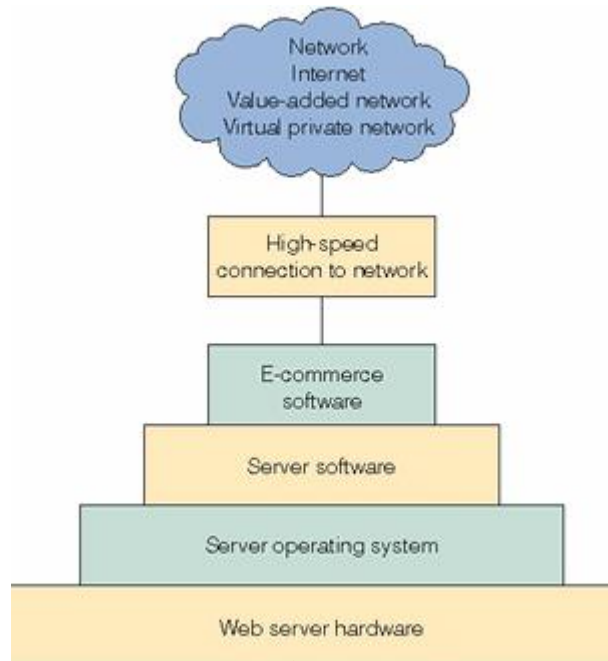 Network
Internet
Value-added network
Virtual private network
High-speed
connection to network
E-commerce
software
Server software
Server operating system
Web server hardware